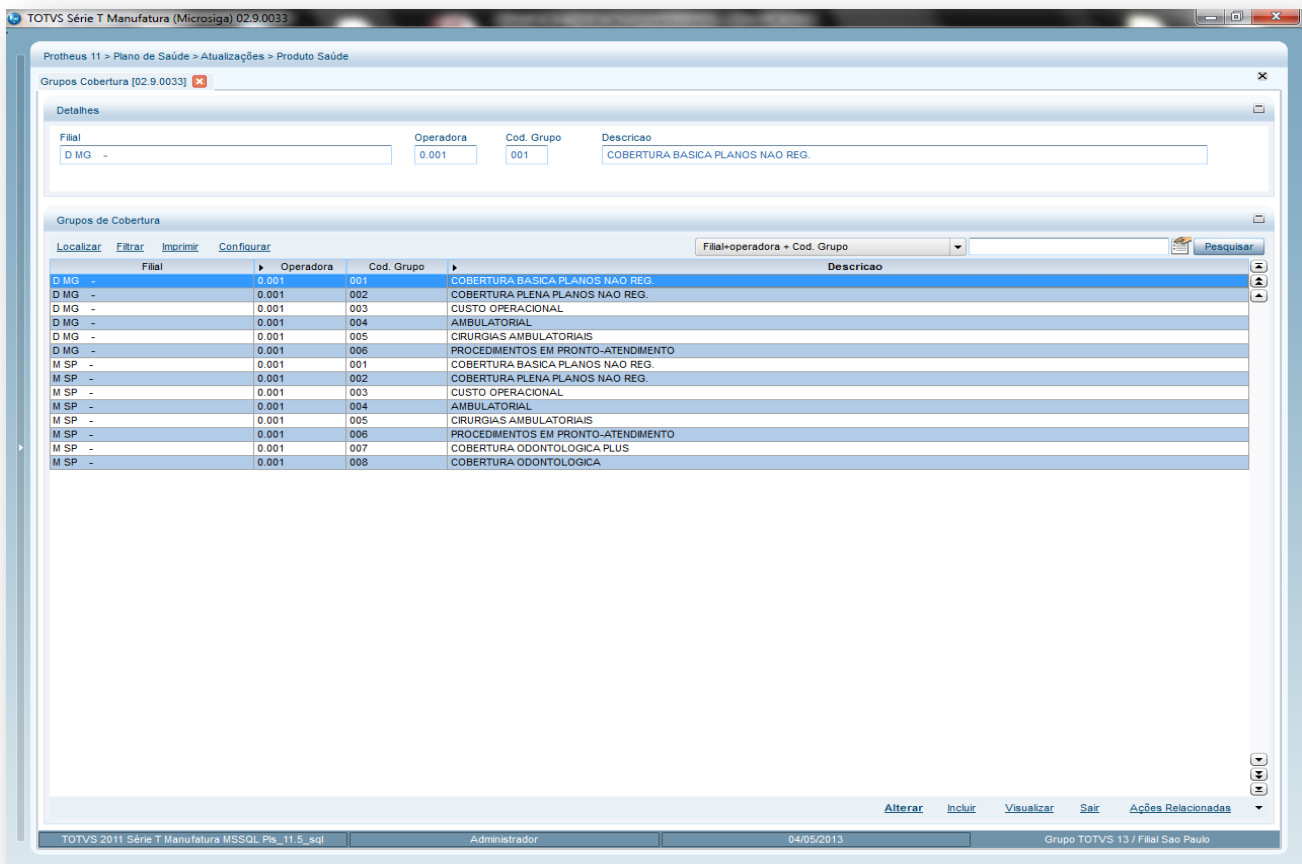 TOTVS Série T Manufatura (Microsiga) 02.9.0033
Protheus 11 > Plano de Saúde > Atualizações > Produto Saúde
Grupos Cobertura [02.9.0033]
Detalhes
Filial Operadora Cod. Grupo Descricao
D MG - 0.001 001 COBERTURA BASICA PLANOS NAO REG.
Grupos de Cobertura
Localizar Filtrar Imprimir Configurar Filial+operadora + Cod. Grupo Pesquisar
Filial Operadora Cod. Grupo Descricao
D MG - 0.001 001 COBERTURA BASICA PLANOS NAO REG.
D MG - 0.001 002 COBERTURA PLENA PLANOS NAO REG.
D MG - 0.001 003 CUSTO OPERACIONAL
D MG - 0.001 004 AMBULATORIAL
D MG - 0.001 005 CIRURGIAS AMBULATORIAIS
D MG - 0.001 006 PROCEDIMENTOS EM PRONTO-ATENDIMENTO
M SP - 0.001 001 COBERTURA BASICA PLANOS NAO REG.
M SP - 0.001 002 COBERTURA PLENA PLANOS NAO REG.
M SP - 0.001 003 CUSTO OPERACIONAL
M SP - 0.001 004 AMBULATORIAL
M SP - 0.001 005 CIRURGIAS AMBULATORIAIS
M SP - 0.001 006 PROCEDIMENTOS EM PRONTO-ATENDIMENTO
M SP - 0.001 007 COBERTURA ODONTOLOGICA PLUS
M SP - 0.001 008 COBERTURA ODONTOLOGICA
Alterar Incluir Visualizar Sair Ações Relacionadas
TOTVS 2011 Série T Manufatura MSSQL Pls_11.5_sql Administrador 04/05/2013 Grupo TOTVS 13 / Filial Sao Paulo